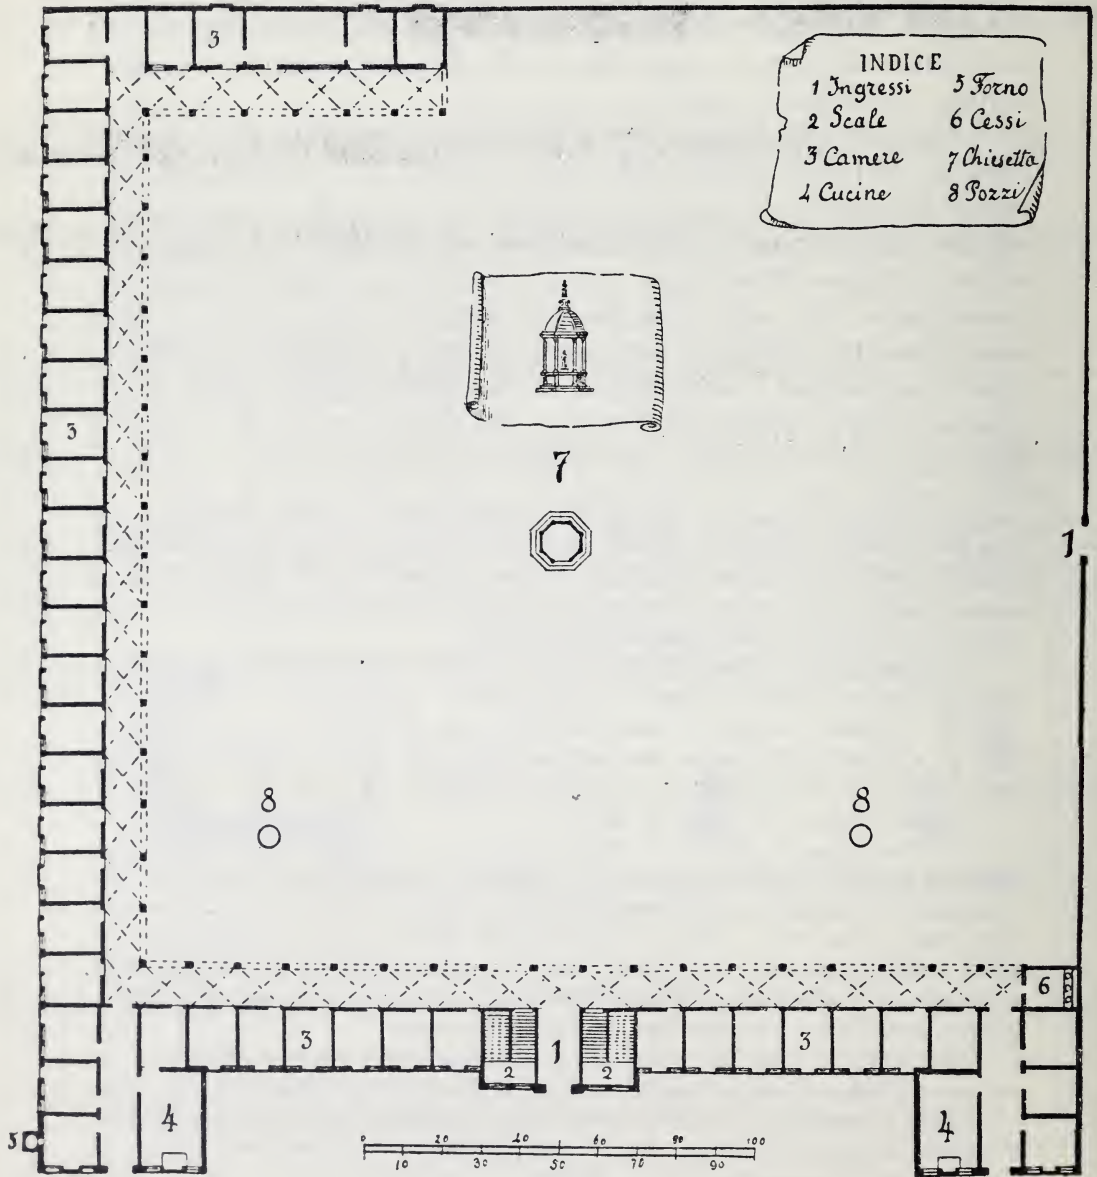 3
INDICE
1 Ingressi 5 Forno
2 Scale 6 Cessi
3 Camere 7 Chiesetta
4 Cucine 8 Pozzi
7
3
1
8 8
6
3 1 3
2 2
4 4
5
0 20 40 60 80 100
10 30 50 70 90